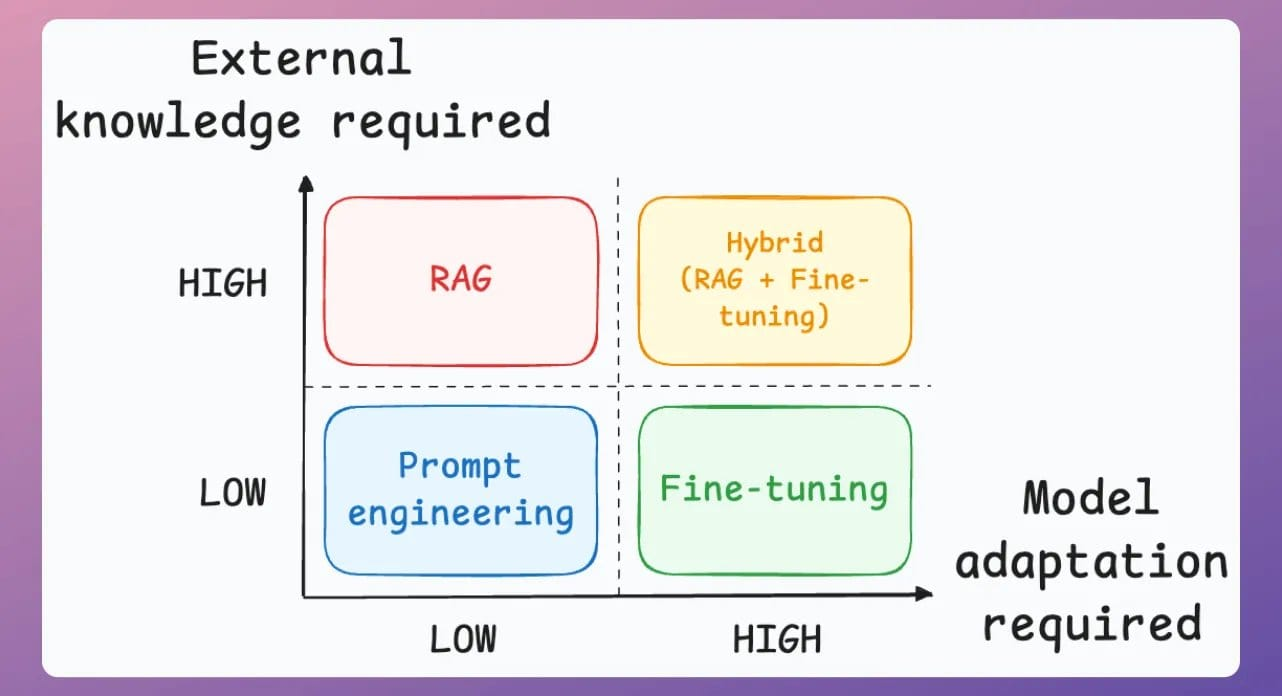 External
knowledge required
HIGH
RAG
Hybrid
(RAG + Fine-
tuning)
LOW
Prompt
engineering
Fine-tuning
Model
adaptation
required
LOW
HIGH